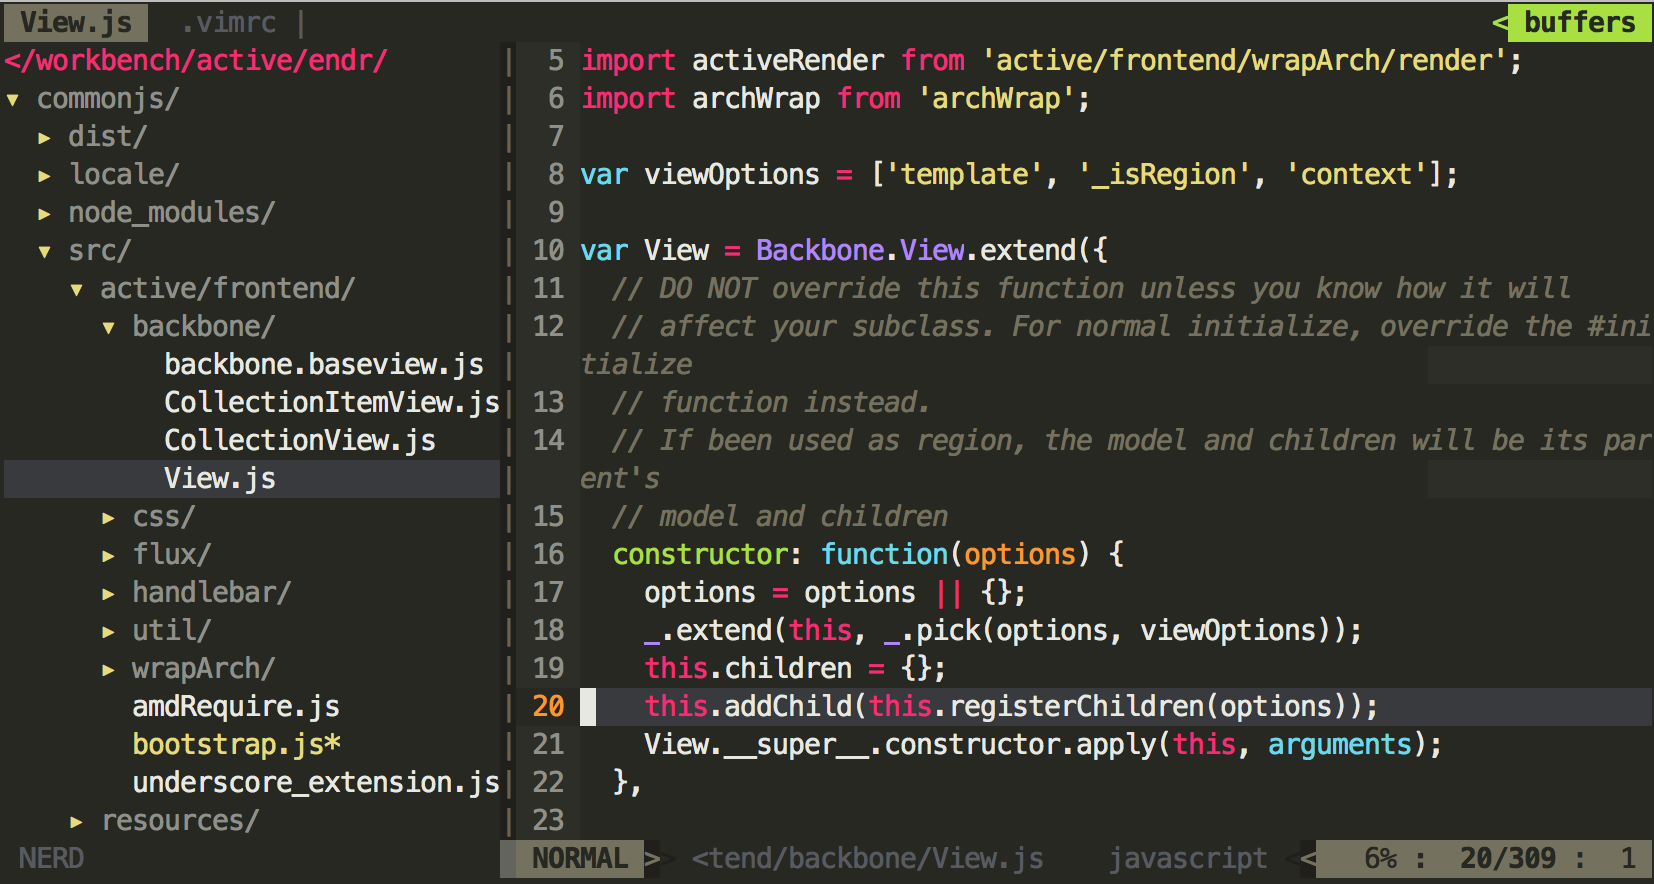 View.js .vimrc | < buffers
</workbench/active/endr/
▾ commonjs/
▸ dist/
▸ locale/
▸ node_modules/
▾ src/
▾ active/frontend/
▾ backbone/
backbone.baseview.js
CollectionItemView.js
CollectionView.js
View.js
▸ css/
▸ flux/
▸ handlebar/
▸ util/
▸ wrapArch/
amdRequire.js
bootstrap.js*
underscore_extension.js
▸ resources/
NERD
5 import activeRender from 'active/frontend/wrapArch/render';
6 import archWrap from 'archWrap';
7
8 var viewOptions = ['template', '_isRegion', 'context'];
9
10 var View = Backbone.View.extend({
11   // DO NOT override this function unless you know how it will
12   // affect your subclass. For normal initialize, override the #ini
tialize
13   // function instead.
14   // If been used as region, the model and children will be its par
ent's
15   // model and children
16   constructor: function(options) {
17     options = options || {};
18     _.extend(this, _.pick(options, viewOptions));
19     this.children = {};
20     this.addChild(this.registerChildren(options));
21     View.__super__.constructor.apply(this, arguments);
22   },
23
NORMAL >> <tend/backbone/View.js javascript << 6% : 20/309 : 1